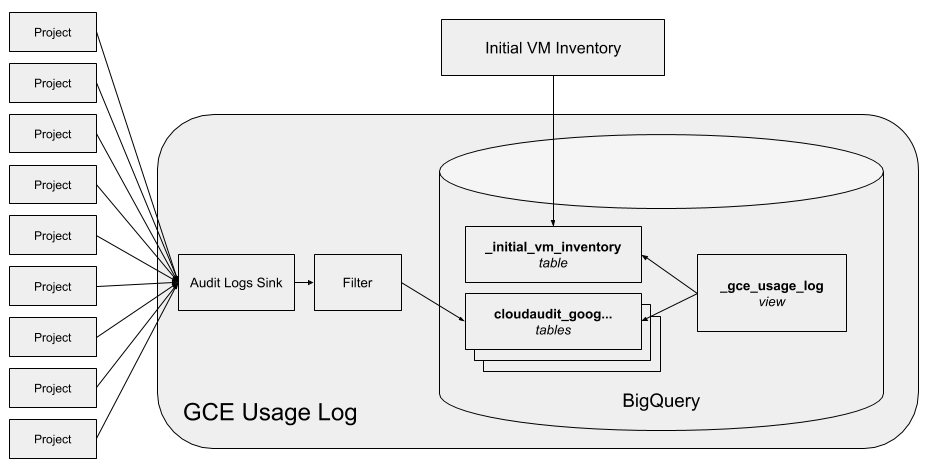 Project
Project
Project
Project
Project
Project
Project
Project
Project
Initial VM Inventory
Audit Logs Sink
Filter
_initial_vm_inventory
table
cloudaudit_goog...
tables
_gce_usage_log
view
BigQuery
GCE Usage Log